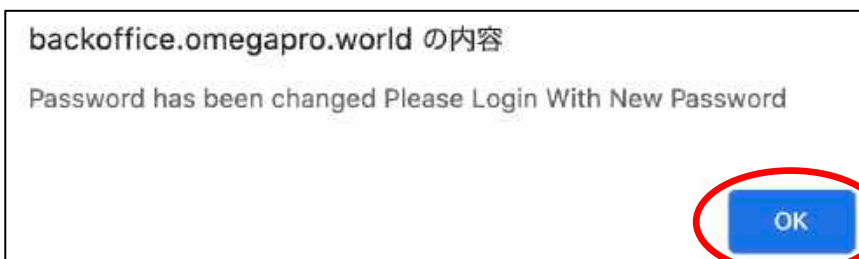 backoffice.omegapro.world の内容
Password has been changed Please Login With New Password
OK